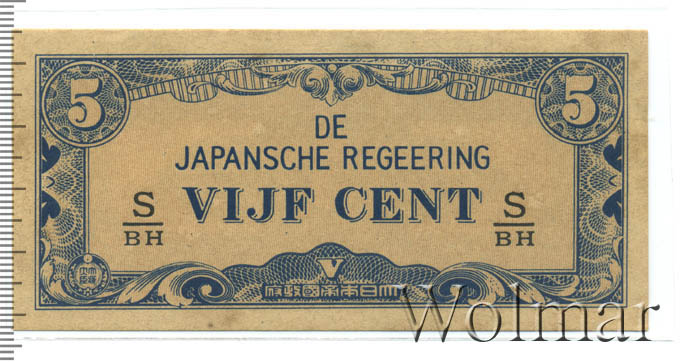 5 5
DE
JAPANSCHE REGEERING
S VIJF CENT S
BH BH
V
府政國帝本日大
Wolmar